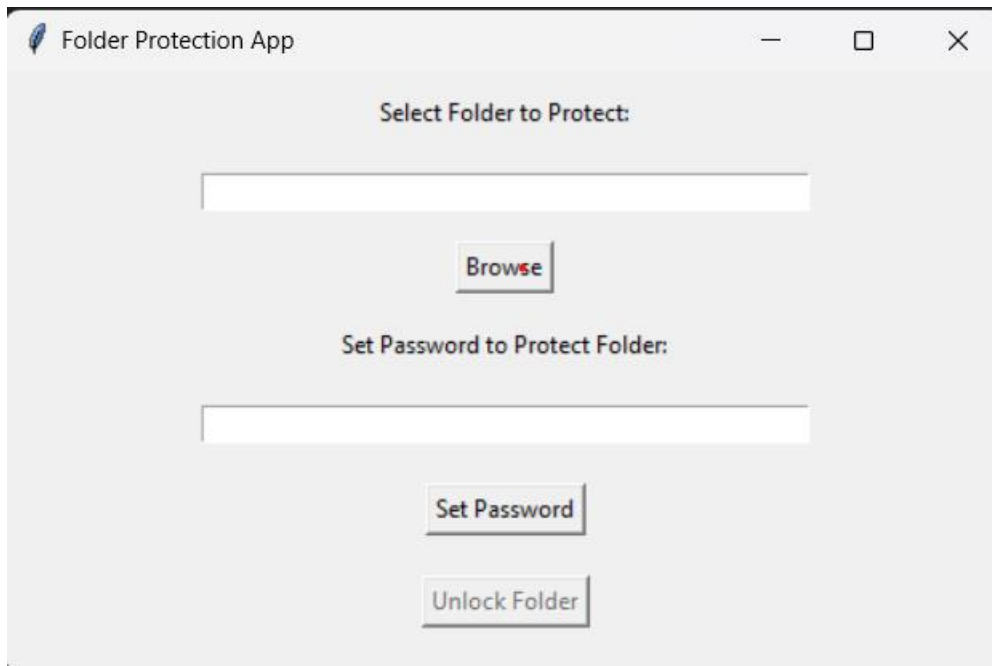 Folder Protection App
Select Folder to Protect:
Browse
Set Password to Protect Folder:
Set Password
Unlock Folder